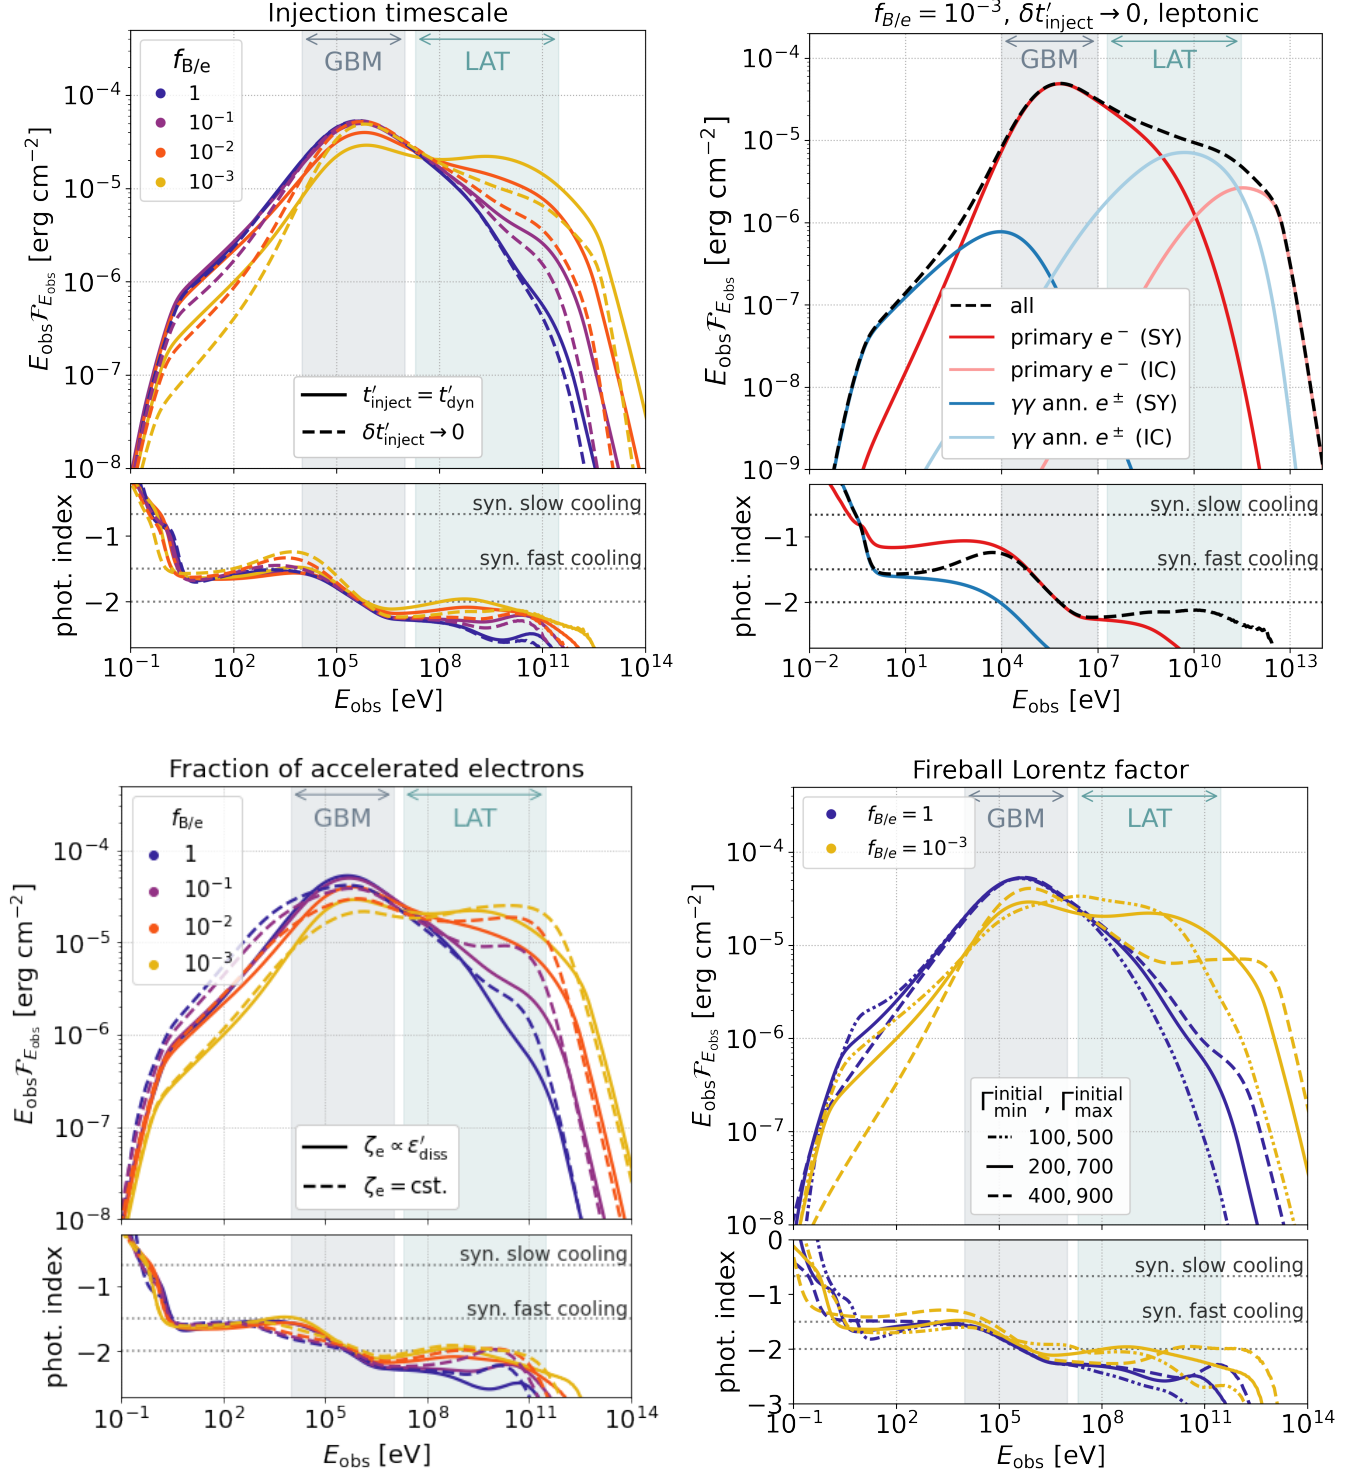 Injection timescale
GBM
LAT
f_B/e
1
10^−1
10^−2
10^−3
t′_inject = t′_dyn
δt′_inject → 0
10^−4
10^−5
10^−6
10^−7
10^−8
E_obs ℱ_E_obs [erg cm^−2]
syn. slow cooling
syn. fast cooling
−1
−2
phot. index
10^−1 10^2 10^5 10^8 10^11 10^14
E_obs [eV]
f_B/e = 10^−3, δt′_inject → 0, leptonic
GBM
LAT
10^−4
10^−5
10^−6
10^−7
10^−8
10^−9
E_obs ℱ_E_obs [erg cm^−2]
all
primary e^− (SY)
primary e^− (IC)
γγ ann. e^± (SY)
γγ ann. e^± (IC)
syn. slow cooling
syn. fast cooling
−1
−2
phot. index
10^−2 10^1 10^4 10^7 10^10 10^13
E_obs [eV]
Fraction of accelerated electrons
GBM
LAT
f_B/e
1
10^−1
10^−2
10^−3
ζ_e ∝ ε′_diss
ζ_e = cst.
10^−4
10^−5
10^−6
10^−7
10^−8
E_obs ℱ_E_obs [erg cm^−2]
syn. slow cooling
syn. fast cooling
−1
−2
phot. index
10^−1 10^2 10^5 10^8 10^11 10^14
E_obs [eV]
Fireball Lorentz factor
GBM
LAT
f_B/e = 1
f_B/e = 10^−3
Γ^initial_min, Γ^initial_max
100, 500
200, 700
400, 900
10^−4
10^−5
10^−6
10^−7
10^−8
E_obs ℱ_E_obs [erg cm^−2]
syn. slow cooling
syn. fast cooling
0
−1
−2
−3
phot. index
10^−1 10^2 10^5 10^8 10^11 10^14
E_obs [eV]